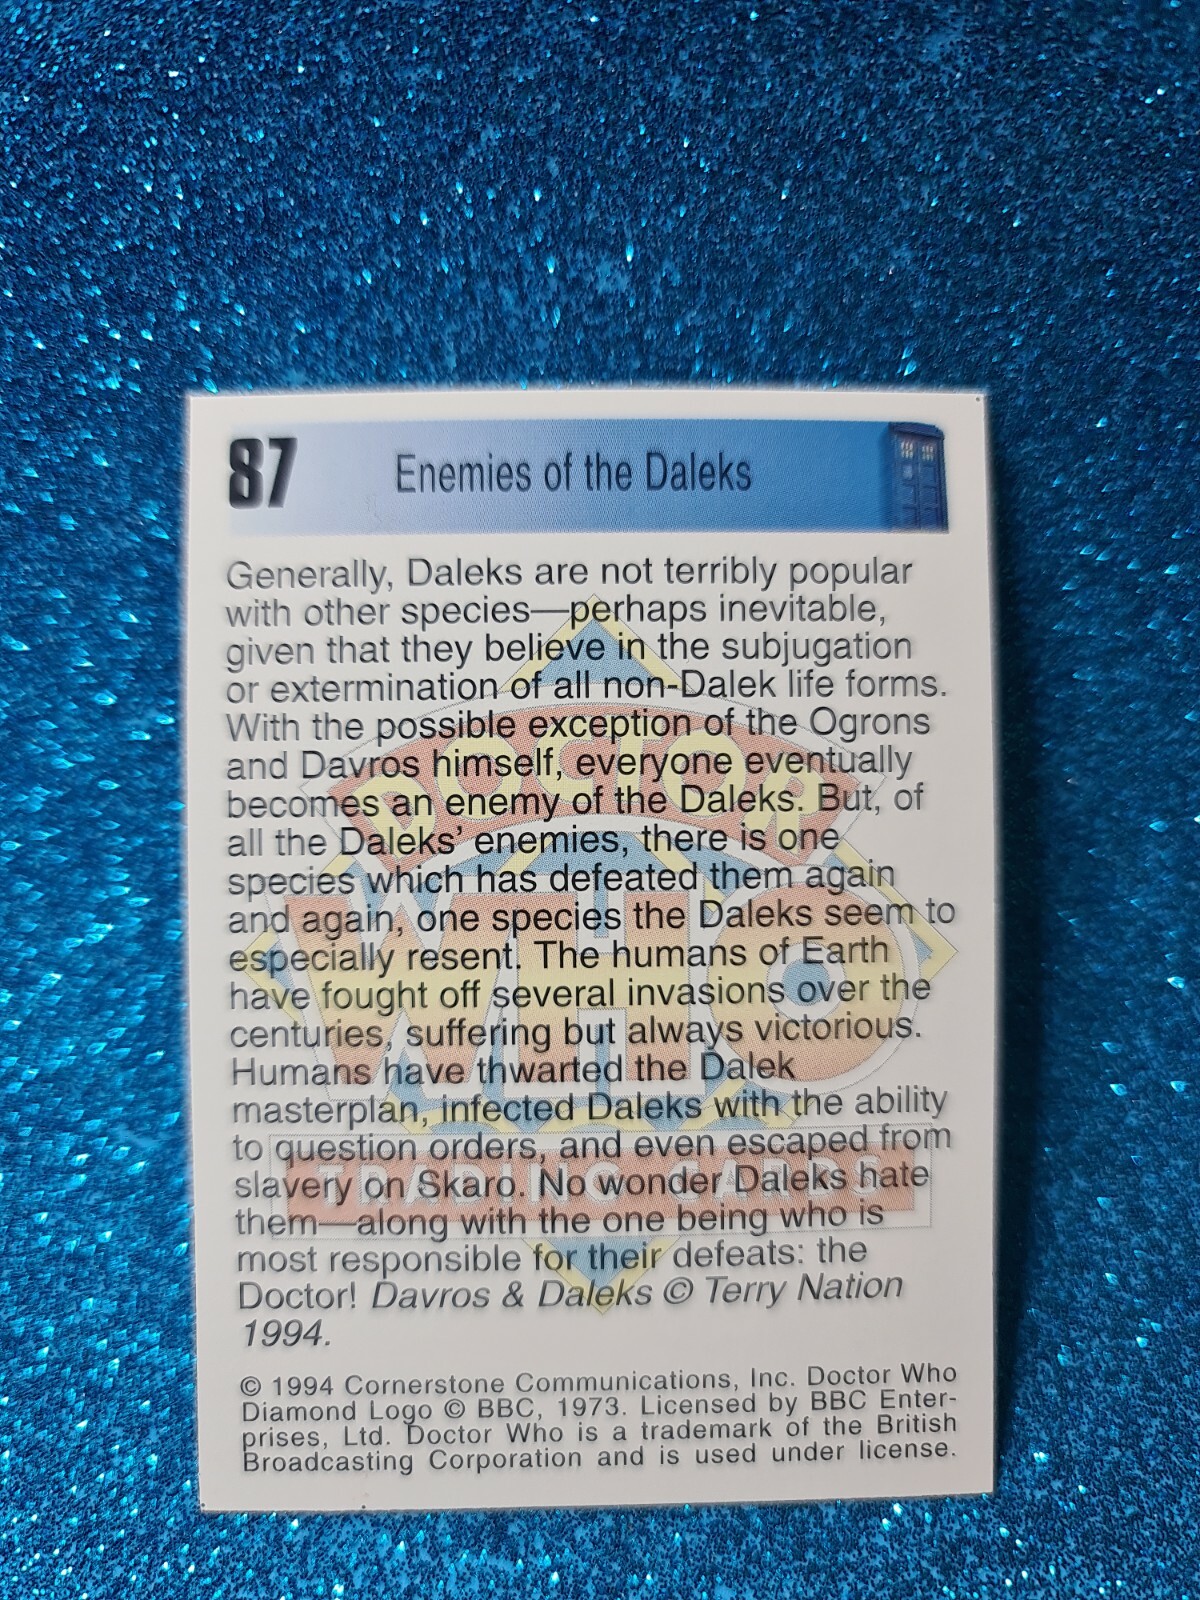 87
Enemies of the Daleks
Generally, Daleks are not terribly popular
with other species—perhaps inevitable,
given that they believe in the subjugation
or extermination of all non-Dalek life forms.
With the possible exception of the Ogrons
and Davros himself, everyone eventually
becomes an enemy of the Daleks. But, of
all the Daleks' enemies, there is one
species which has defeated them again
and again, one species the Daleks seem to
especially resent. The humans of Earth
have fought off several invasions over the
centuries, suffering but always victorious.
Humans have thwarted the Dalek
masterplan, infected Daleks with the ability
to question orders, and even escaped from
slavery on Skaro. No wonder Daleks hate
them—along with the one being who is
most responsible for their defeats: the
Doctor! Davros & Daleks © Terry Nation
1994.
© 1994 Cornerstone Communications, Inc. Doctor Who
Diamond Logo © BBC, 1973. Licensed by BBC Enter-
prises, Ltd. Doctor Who is a trademark of the British
Broadcasting Corporation and is used under license.
DOCTOR
WHO
TRADING CARDS